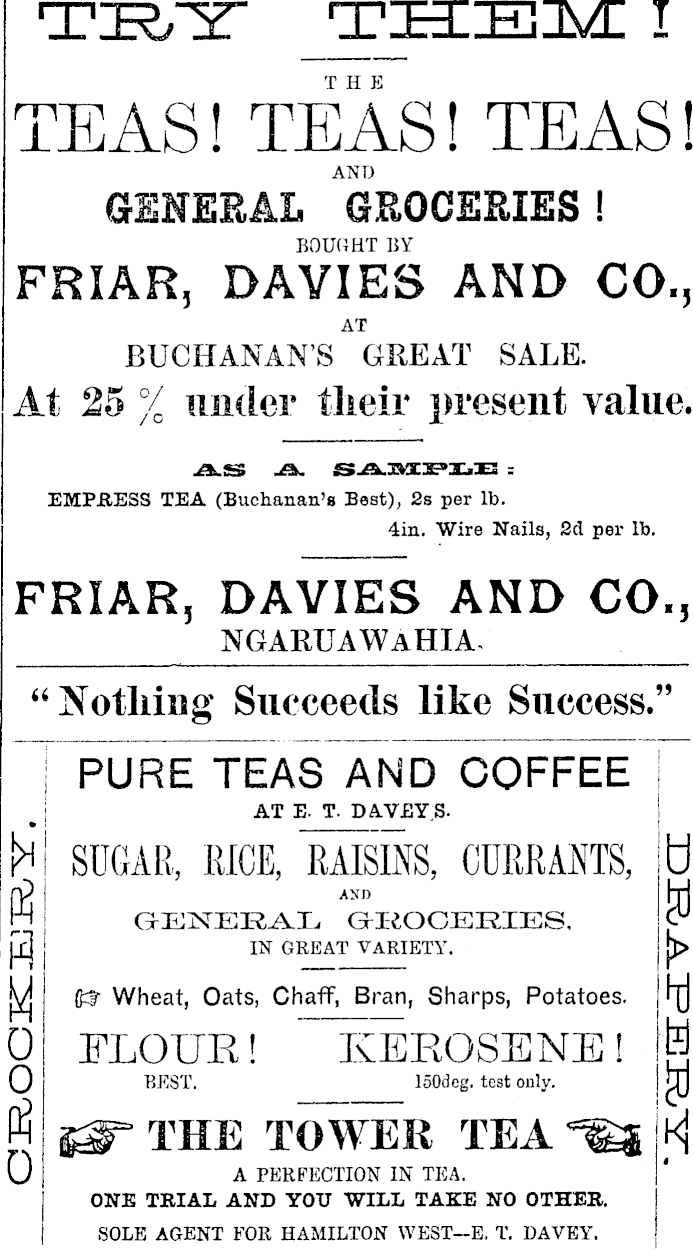 TRY THEM!
THE
TEAS! TEAS! TEAS!
AND
GENERAL GROCERIES!
BOUGHT BY
FRIAR, DAVIES AND CO.,
AT
BUCHANAN'S GREAT SALE.
At 25 % under their present value.
AS A SAMPLE:
EMPRESS TEA (Buchanan's Best), 2s per lb.
4in. Wire Nails, 2d per lb.
FRIAR, DAVIES AND CO.,
NGARUAWAHIA.
"Nothing Succeeds like Success."
CROCKERY.
PURE TEAS AND COFFEE
AT E. T. DAVEY'S.
SUGAR, RICE, RAISINS, CURRANTS,
AND
GENERAL GROCERIES.
IN GREAT VARIETY.
☞ Wheat, Oats, Chaff, Bran, Sharps, Potatoes.
FLOUR! KEROSENE!
BEST. 150deg. test only.
THE TOWER TEA
A PERFECTION IN TEA.
ONE TRIAL AND YOU WILL TAKE NO OTHER.
SOLE AGENT FOR HAMILTON WEST—E. T. DAVEY.
DRAPERY.